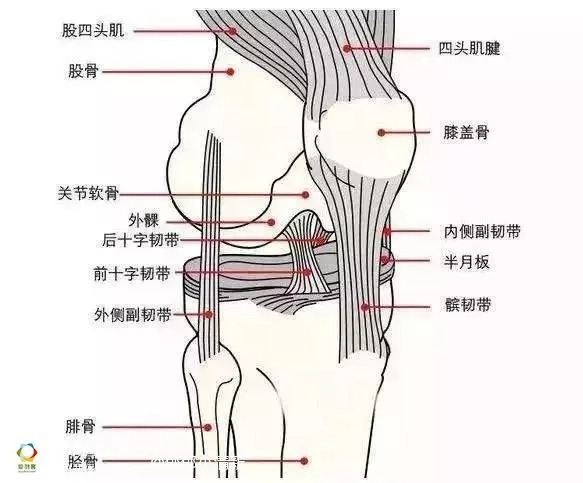 股四头肌
四头肌腱
股骨
膝盖骨
关节软骨
外髁
后十字韧带
内侧副韧带
前十字韧带
半月板
外侧副韧带
髌韧带
腓骨
胫骨